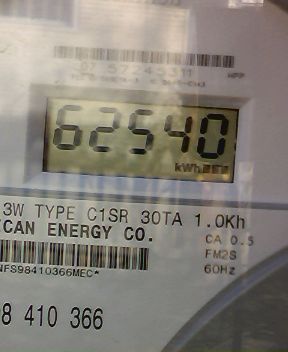 62540
kWh
3W TYPE C1SR 30TA 1.0Kh
CAN ENERGY CO.
CA 0.5
FM2S
60Hz
NFS98410366MEC*
8 410 366